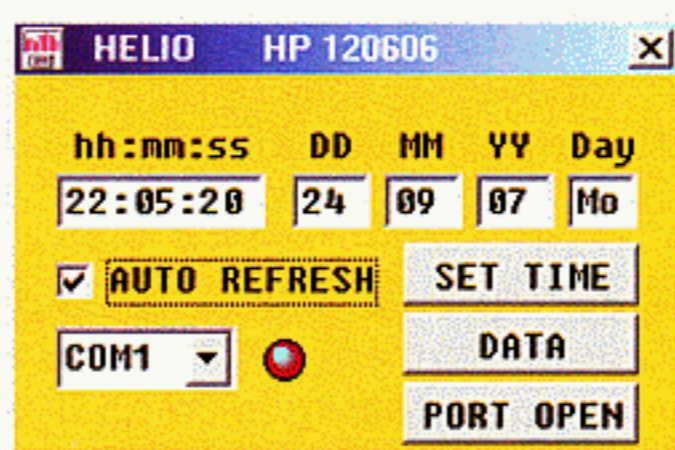 HELIO HP 120606
hh:mm:ss DD MM YY Day
22:05:20 24 09 07 Mo
AUTO REFRESH SET TIME
COM1 DATA
PORT OPEN